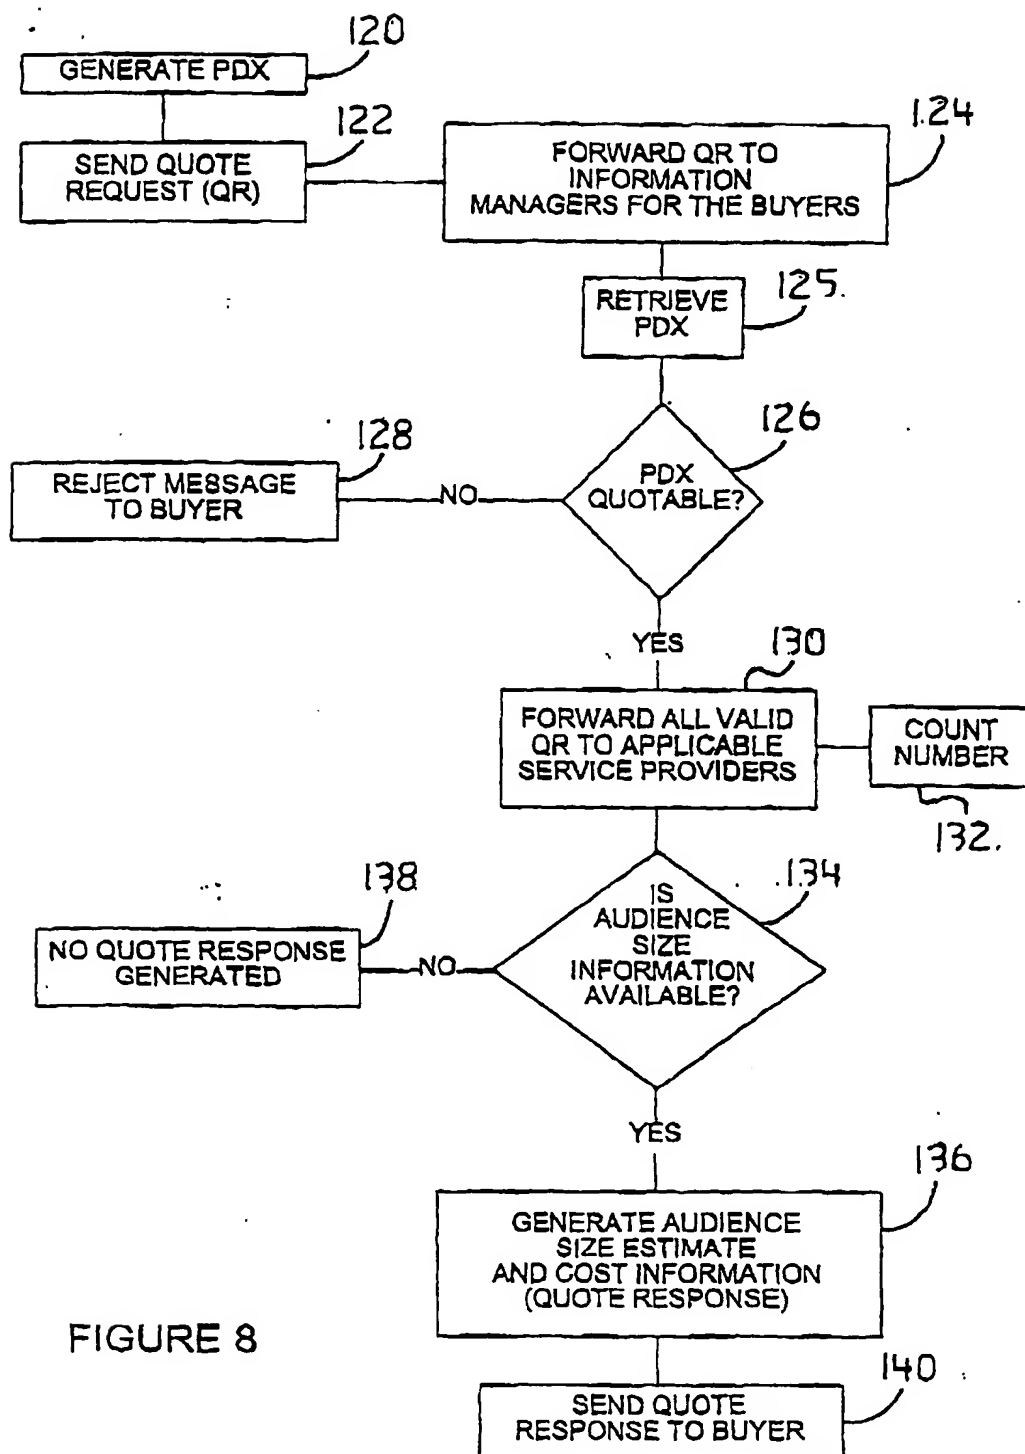 120
GENERATE PDX
122
SEND QUOTE
REQUEST (QR)
124
FORWARD QR TO
INFORMATION
MANAGERS FOR THE BUYERS
125.
RETRIEVE
PDX
126
PDX
QUOTABLE?
128
REJECT MESSAGE
TO BUYER
NO
YES
130
FORWARD ALL VALID
QR TO APPLICABLE
SERVICE PROVIDERS
COUNT
NUMBER
132.
134
IS
AUDIENCE
SIZE
INFORMATION
AVAILABLE?
138
NO QUOTE RESPONSE
GENERATED
NO
YES
136
GENERATE AUDIENCE
SIZE ESTIMATE
AND COST INFORMATION
(QUOTE RESPONSE)
FIGURE 8
140
SEND QUOTE
RESPONSE TO BUYER